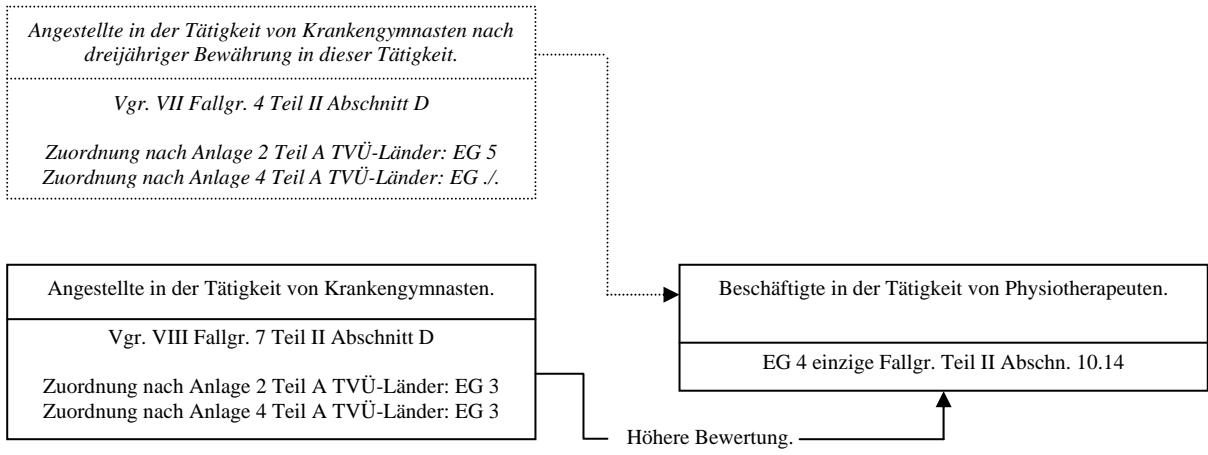 Angestellte in der Tätigkeit von Krankengymnasten nach
dreijähriger Bewährung in dieser Tätigkeit.
Vgr. VII Fallgr. 4 Teil II Abschnitt D
Zuordnung nach Anlage 2 Teil A TVÜ-Länder: EG 5
Zuordnung nach Anlage 4 Teil A TVÜ-Länder: EG ./.
Angestellte in der Tätigkeit von Krankengymnasten.
Vgr. VIII Fallgr. 7 Teil II Abschnitt D
Zuordnung nach Anlage 2 Teil A TVÜ-Länder: EG 3
Zuordnung nach Anlage 4 Teil A TVÜ-Länder: EG 3
Beschäftigte in der Tätigkeit von Physiotherapeuten.
EG 4 einzige Fallgr. Teil II Abschn. 10.14
Höhere Bewertung.